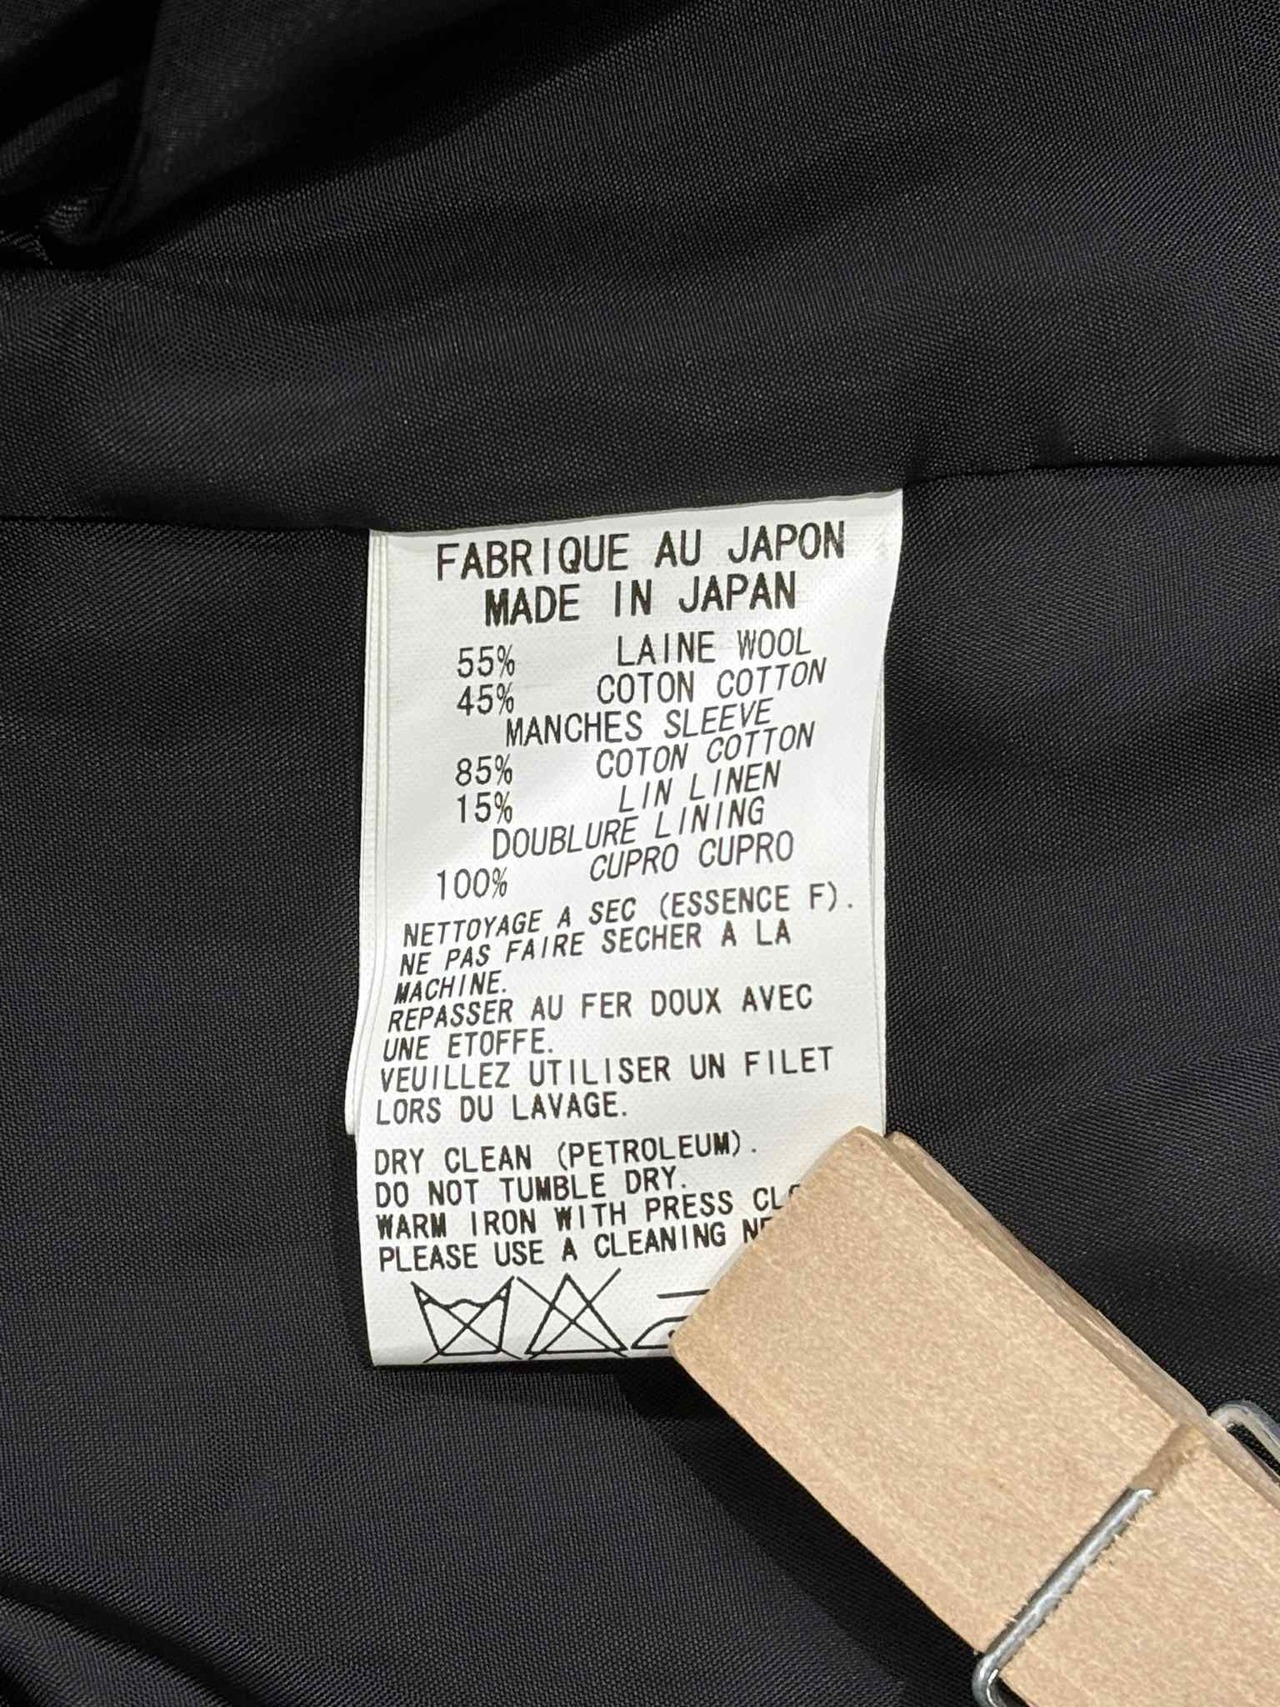 FABRIQUE AU JAPON
MADE IN JAPAN
55% LAINE WOOL
45% COTON COTTON
MANCHES SLEEVE
85% COTON COTTON
15% LIN LINEN
DOUBLURE LINING
100% CUPRO CUPRO
NETTOYAGE A SEC (ESSENCE F).
NE PAS FAIRE SECHER A LA
MACHINE.
REPASSER AU FER DOUX AVEC
UNE ETOFFE.
VEUILLEZ UTILISER UN FILET
LORS DU LAVAGE.
DRY CLEAN (PETROLEUM).
DO NOT TUMBLE DRY.
WARM IRON WITH PRESS
PLEASE USE A CLEANING